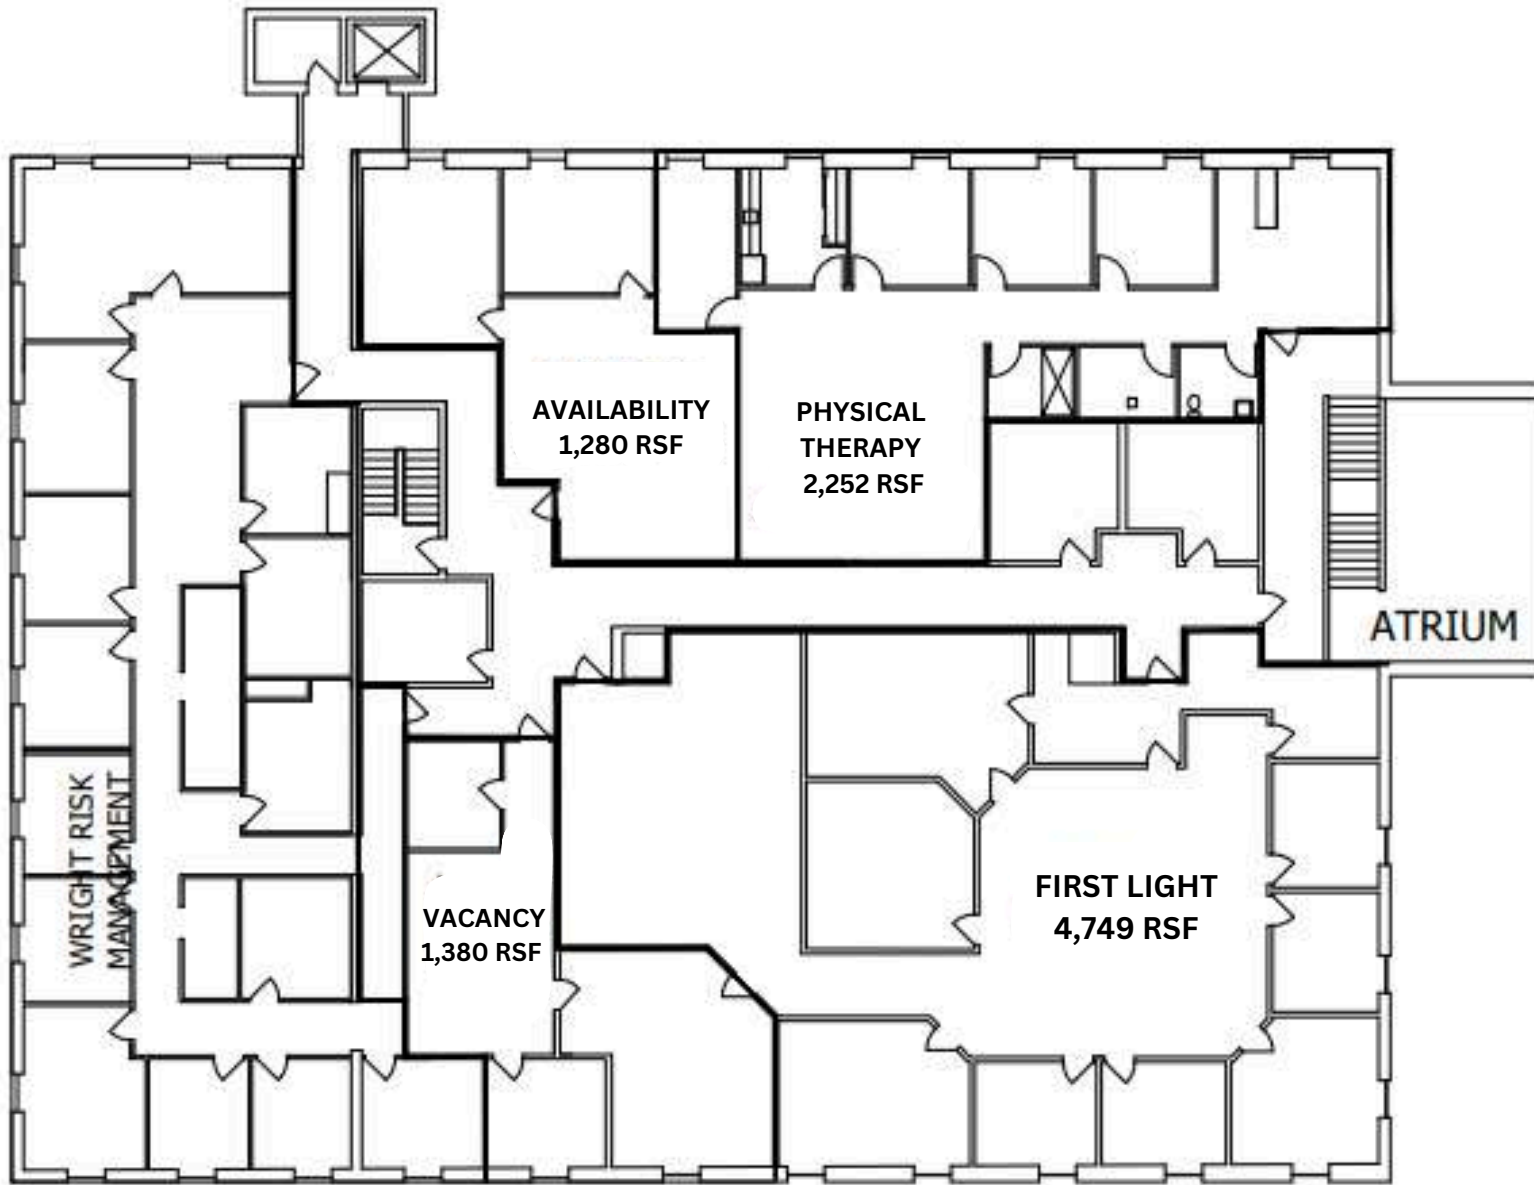 AVAILABILITY
1,280 RSF
PHYSICAL
THERAPY
2,252 RSF
ATRIUM
WRIGHT RISK
MANAGEMENT
VACANCY
1,380 RSF
FIRST LIGHT
4,749 RSF